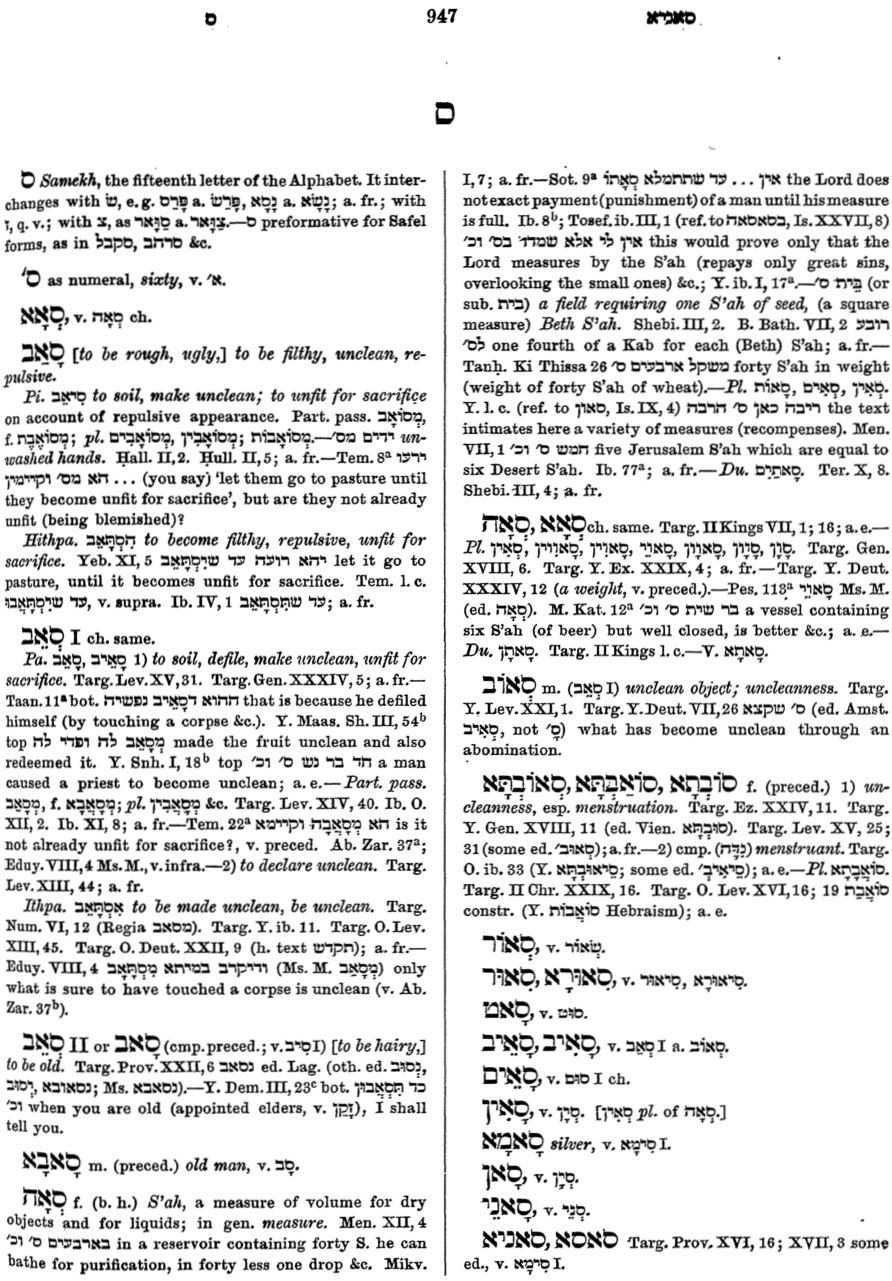 ס 947 סאניא
ס
ס Samekh, the fifteenth letter of the Alphabet. It inter-
changes with שׂ, e.g. פָּרַס a. פָּרַשׂ, נָסָא a. נָשָׂא; a. fr.; with
ז, q. v.; with צ, as סַוָּאר a. צַוָּאר.—ס preformative for Safel
forms, as in סקבל, סרהב &c.
ס׳ as numeral, sixty, v. א׳.
סָאָא, v. סְאָה ch.
סָאַב [to be rough, ugly,] to be filthy, unclean, re-
pulsive.
Pi. סִיאֵב to soil, make unclean; to unfit for sacrifice
on account of repulsive appearance. Part. pass. מְסוֹאָב,
f. מְסוֹאֶבֶת; pl. מְסוֹאָבִים, מְסוֹאָבִין; מְסוֹאָבוֹת.—ידים מס׳ un-
washed hands. Ḥall. II, 2. Ḥull. II, 5; a. fr.—Tem. 8ᵃ ירעו
הא מס׳ וקיימין ... (you say) ‘let them go to pasture until
they become unfit for sacrifice’, but are they not already
unfit (being blemished)?
Hithpa. הִסְתָּאֵב to become filthy, repulsive, unfit for
sacrifice. Yeb. XI, 5 יהא רועה עד שיִסְתָּאֵב let it go to
pasture, until it becomes unfit for sacrifice. Tem. l. c.
עד שיִסְתָּאֲבוּ, v. supra. Ib. IV, 1 עד שתִּסְתָּאֵב; a. fr.
סְאֵב I ch. same.
Pa. סָאֵיב, סָאֵב 1) to soil, defile, make unclean, unfit for
sacrifice. Targ. Lev. XV, 31. Targ. Gen. XXXIV, 5; a. fr.—
Taan. 11ᵃ bot. ההוא דסָאֵיב נפשיה that is because he defiled
himself (by touching a corpse &c.). Y. Maas. Sh. III, 54ᵇ
top מְסָאֵב לה ופדי לה made the fruit unclean and also
redeemed it. Y. Snh. I, 18ᵇ top חד בר נש ס׳ וכ׳ a man
caused a priest to become unclean; a. e.—Part. pass.
מְסָאַב, f. מְסָאֲבָא; pl. מְסָאֲבִין &c. Targ. Lev. XIV, 40. Ib. O.
XII, 2. Ib. XI, 8; a. fr.—Tem. 22ᵃ הא מְסָאֲבָה וקיימא is it
not already unfit for sacrifice?, v. preced. Ab. Zar. 37ᵃ;
Eduy. VIII, 4 Ms. M., v. infra.—2) to declare unclean. Targ.
Lev. XIII, 44; a. fr.
Ithpa. אִסְתָּאֵב to be made unclean, be unclean. Targ.
Num. VI, 12 (Regia מסאב). Targ. Y. ib. 11. Targ. O. Lev.
XIII, 45. Targ. O. Deut. XXII, 9 (h. text תקדש); a. fr.—
Eduy. VIII, 4 ודיקרב במיתא מִסְתָּאֵב (Ms. M. מְסָאַב) only
what is sure to have touched a corpse is unclean (v. Ab.
Zar. 37ᵇ).
סְאֵב II or סָאֵב (cmp. preced.; v. סִיב I) [to be hairy,]
to be old. Targ. Prov. XXII, 6 נסאב ed. Lag. (oth. ed. נְסוּב,
יְסוּב, נסאובא; Ms. נסאבא).—Y. Dem. III, 23ᶜ bot. כד תִּסְאֲבוּן
וכ׳ when you are old (appointed elders, v. זָקֵן), I shall
tell you.
סָאבָא m. (preced.) old man, v. סָב.
סְאָה f. (b. h.) S’ah, a measure of volume for dry
objects and for liquids; in gen. measure. Men. XII, 4
בארבעים ס׳ וכ׳ in a reservoir containing forty S. he can
bathe for purification, in forty less one drop &c. Mikv.
I, 7; a. fr.—Sot. 9ᵃ אין ... עד שתתמלא סְאָתוֹ the Lord does
not exact payment (punishment) of a man until his measure
is full. Ib. 8ᵇ; Tosef. ib. III, 1 (ref. to בסאסאה, Is. XXVII, 8)
אין לי אלא שמדד בס׳ וכ׳ this would prove only that the
Lord measures by the S’ah (repays only great sins,
overlooking the small ones) &c.; Y. ib. I, 17ᵃ.—בֵּית ס׳ (or
sub. בית) a field requiring one S’ah of seed, (a square
measure) Beth S’ah. Shebi. III, 2. B. Bath. VII, 2 רובע
לס׳ one fourth of a Kab for each (Beth) S’ah; a. fr.—
Tanḥ. Ki Thissa 26 משקל ארבעים ס׳ forty S’ah in weight
(weight of forty S’ah of wheat).—Pl. סְאִין, סְאִים, סְאוֹת.
Y. l. c. (ref. to סאון, Is. IX, 4) ריבה כאן ס׳ הרבה the text
intimates here a variety of measures (recompenses). Men.
VII, 1 חמש ס׳ וכ׳ five Jerusalem S’ah which are equal to
six Desert S’ah. Ib. 77ᵃ; a. fr.—Du. סָאתַיִם. Ter. X, 8.
Shebi. III, 4; a. fr.
סָאָא, סְאָה ch. same. Targ. II Kings VII, 1; 16; a. e.—
Pl. סָאִין, סָאוִוין, סָאוִין, סָאוֵי, סָאוָון, סָוָון, סָוָן. Targ. Gen.
XVIII, 6. Targ. Y. Ex. XXIX, 4; a. fr.—Targ. Y. Deut.
XXXIV, 12 (a weight, v. preced.).—Pes. 113ᵃ סָאוֵי Ms. M.
(ed. סְאָה). M. Kat. 12ᵃ בר שית ס׳ וכ׳ a vessel containing
six S’ah (of beer) but well closed, is better &c.; a. e.—
Du. סָאתָן. Targ. II Kings l. c.—V. סָאתָא.
סְאוֹב m. (סְאֵב I) unclean object; uncleanness. Targ.
Y. Lev. XXI, 1. Targ. Y. Deut. VII, 26 ס׳ שקצא (ed. Amst.
סְאִיב, not סָ׳) what has become unclean through an
abomination.
סוֹבְתָא, סוֹאַבְתָּא, סְאוֹבְתָּא f. (preced.) 1) un-
cleanness, esp. menstruation. Targ. Ez. XXIV, 11. Targ.
Y. Gen. XVIII, 11 (ed. Vien. סוּבְתָּא). Targ. Lev. XV, 25;
31 (some ed. סְאוּב׳); a. fr.—2) cmp. (נִדָּה) menstruant. Targ.
O. ib. 33 (Y. סִיאוּבְתָּא; some ed. סִיאֵיב׳); a. e.—Pl. סוֹאֲבָתָא.
Targ. II Chr. XXIX, 16. Targ. O. Lev. XVI, 16; 19 סוֹאֲבַת
constr. (Y. סוֹאֲבוֹת Hebraism); a. e.
סְאוֹר, v. שְׂאוֹר.
סִאוּרָא, סִאוּר, v. סִיאוּר, סִיאוּרָא.
סָאט, v. סוּט.
סָאִיב, סָאֵיב, v. סְאֵב I a. סְאוֹב.
סָאֵים, v. סוּם I ch.
סָאִין, v. סְיָן. [סְאִין pl. of סְאָה.]
סָאמָא silver, v. סִימָא I.
סָאן, v. סְיָן.
סָאנֵי, v. סְנֵי.
סָאנְיָא, סאסא Targ. Prov. XVI, 16; XVII, 3 some
ed., v. סִימָא I.